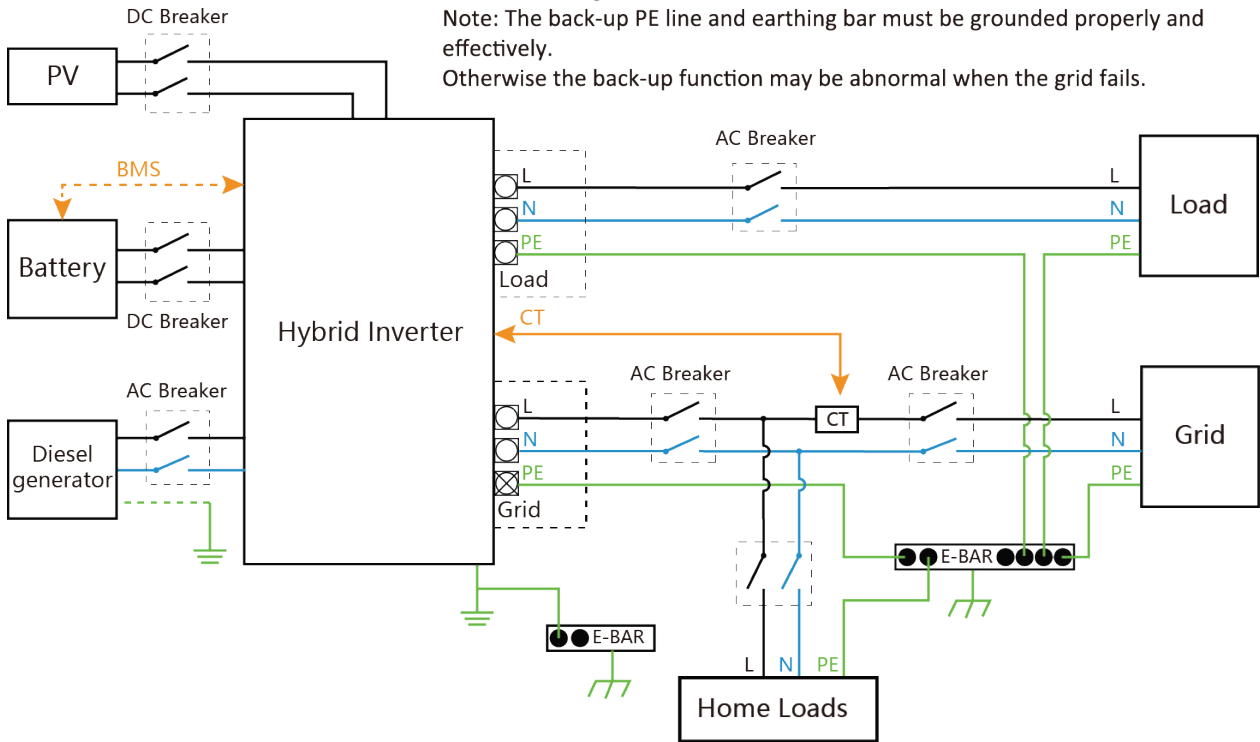 DC Breaker
Note: The back-up PE line and earthing bar must be grounded properly and
effectively.
Otherwise the back-up function may be abnormal when the grid fails.
PV
AC Breaker
BMS
L
L
N
N
Load
PE
PE
Battery
Load
DC Breaker
CT
Hybrid Inverter
AC Breaker
AC Breaker
AC Breaker
L
CT
L
N
N
Grid
Diesel
generator
PE
PE
Grid
E-BAR
E-BAR
L
N
PE
Home Loads